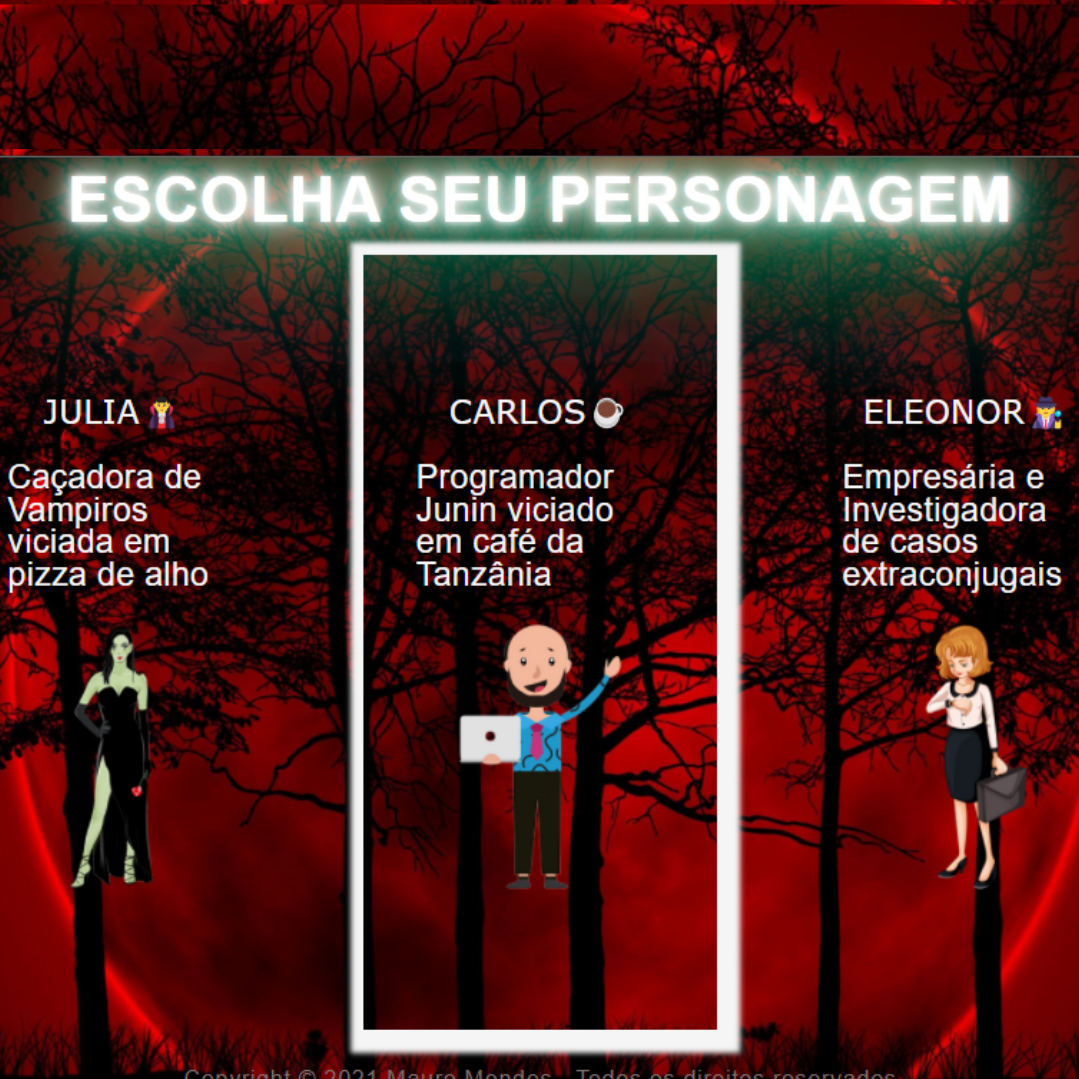 ESCOLHA SEU PERSONAGEM
JULIA
Caçadora de
Vampiros
viciada em
pizza de alho
CARLOS
Programador
Junin viciado
em café da
Tanzânia
ELEONOR
Empresária e
Investigadora
de casos
extraconjugais
Copyright © 2021 Mauro Mendes - Todos os direitos reservados